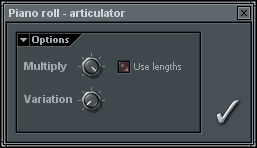 Piano roll - articulator
Options
Multiply
Use lengths
Variation